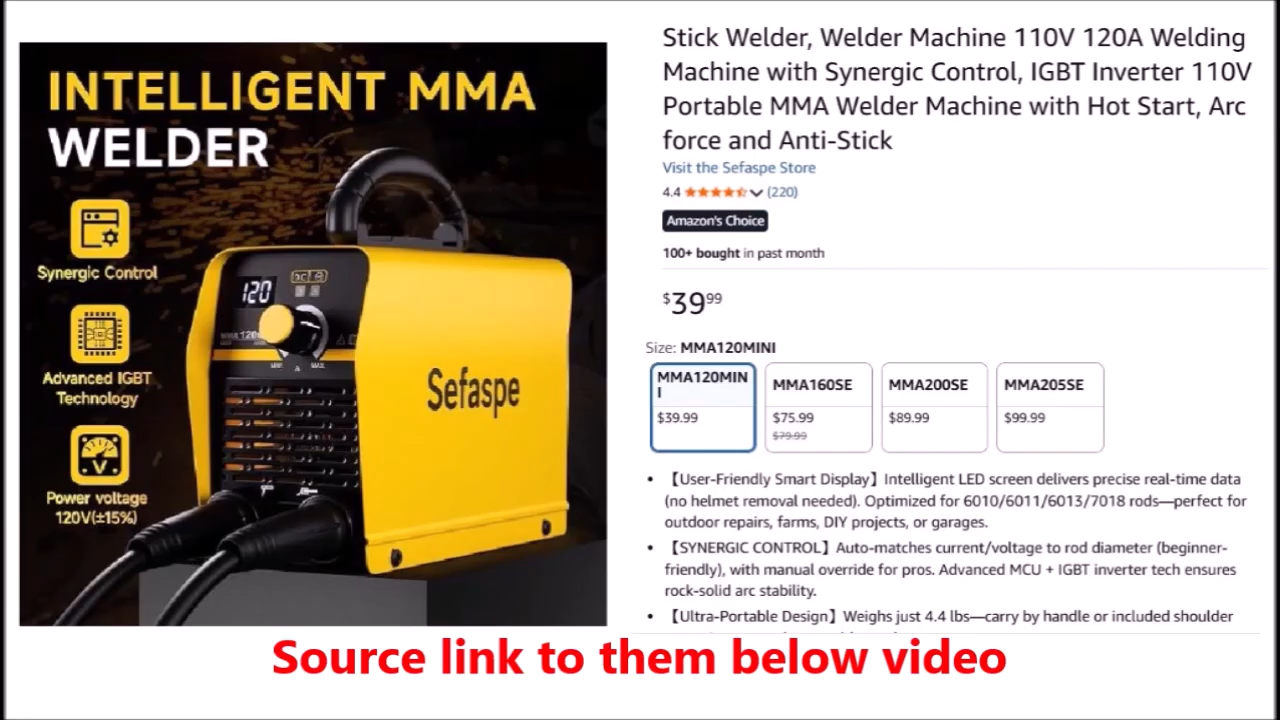 INTELLIGENT MMA
WELDER
Synergic Control
Advanced IGBT
Technology
Power voltage
120V(±15%)
120
MMA 120
MIN
A
MAX
Sefaspe
Stick Welder, Welder Machine 110V 120A Welding
Machine with Synergic Control, IGBT Inverter 110V
Portable MMA Welder Machine with Hot Start, Arc
force and Anti-Stick
Visit the Sefaspe Store
4.4 (220)
Amazon's Choice
100+ bought in past month
$3999
Size: MMA120MINI
MMA120MIN
I
$39.99
MMA160SE
$75.99
$79.99
MMA200SE
$89.99
MMA205SE
$99.99
• 【User-Friendly Smart Display】Intelligent LED screen delivers precise real-time data
(no helmet removal needed). Optimized for 6010/6011/6013/7018 rods—perfect for
outdoor repairs, farms, DIY projects, or garages.
• 【SYNERGIC CONTROL】Auto-matches current/voltage to rod diameter (beginner-
friendly), with manual override for pros. Advanced MCU + IGBT inverter tech ensures
rock-solid arc stability.
• 【Ultra-Portable Design】Weighs just 4.4 lbs—carry by handle or included shoulder
Source link to them below video